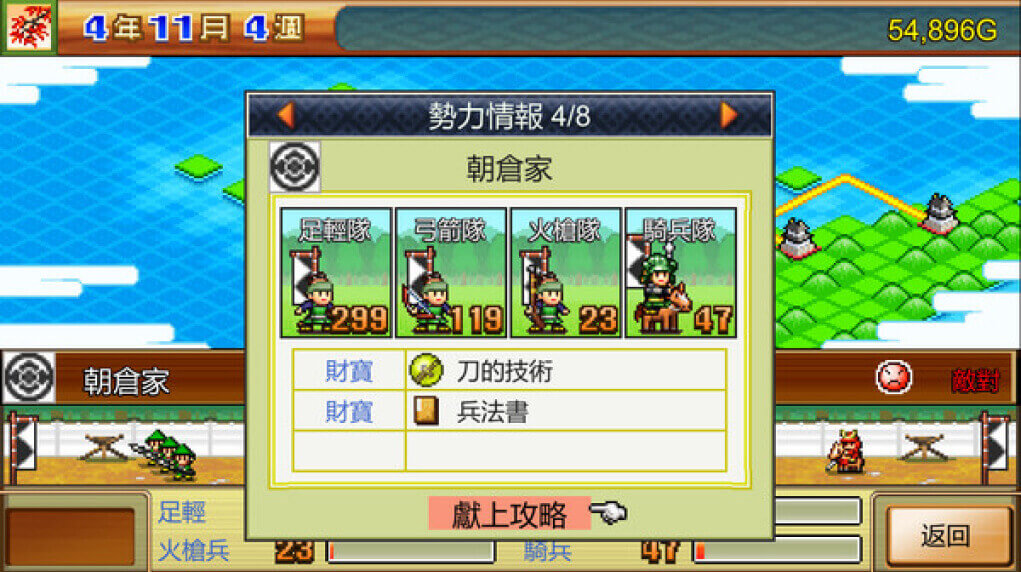 4年11月4週
54,896G
勢力情報 4/8
朝倉家
足輕隊 弓箭隊 火槍隊 騎兵隊
299 119 23 47
財寶 刀的技術
財寶 兵法書
朝倉家 敵對
獻上攻略
足輕
火槍兵 23 騎兵 47
返回